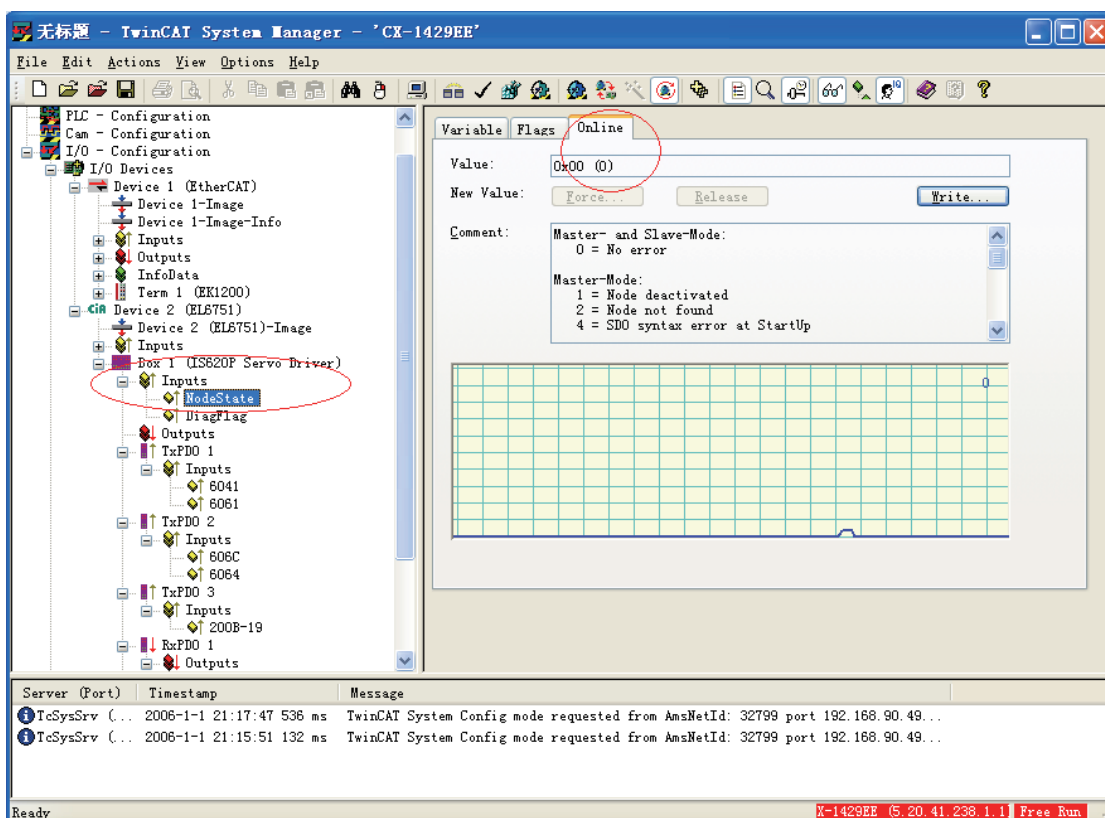 无标题 - TwinCAT System Manager - 'CX-1429EE'
File Edit Actions View Options Help
PLC - Configuration
Cam - Configuration
I/O - Configuration
I/O Devices
Device 1 (EtherCAT)
Device 1-Image
Device 1-Image-Info
Inputs
Outputs
InfoData
Term 1 (EK1200)
CiA Device 2 (EL6751)
Device 2 (EL6751)-Image
Inputs
Box 1 (IS620P Servo Driver)
Inputs
NodeState
DiagFlag
Outputs
TxPDO 1
Inputs
6041
6061
TxPDO 2
Inputs
606C
6064
TxPDO 3
Inputs
200B-19
RxPDO 1
Outputs
Variable Flags Online
Value: 0x00 (0)
New Value: Force... Release Write...
Comment: Master- and Slave-Mode:
0 = No error
Master-Mode:
1 = Node deactivated
2 = Node not found
4 = SDO syntax error at StartUp
0
Server (Port) Timestamp Message
TcSysSrv (... 2006-1-1 21:17:47 536 ms TwinCAT System Config mode requested from AmsNetId: 32799 port 192.168.90.49...
TcSysSrv (... 2006-1-1 21:15:51 132 ms TwinCAT System Config mode requested from AmsNetId: 32799 port 192.168.90.49...
Ready X-1429EE (5.20.41.238.1.1) Free Run